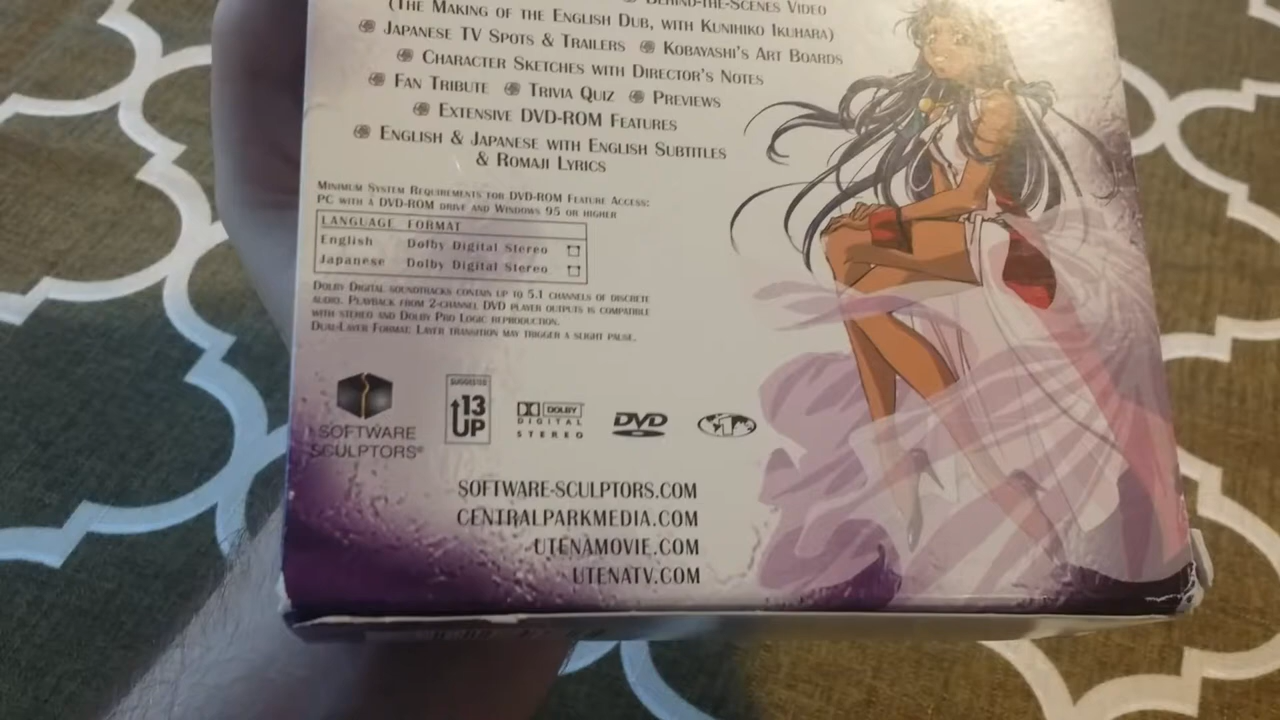 BEHIND-THE-SCENES VIDEO
(THE MAKING OF THE ENGLISH DUB, WITH KUNIHIKO IKUHARA)
JAPANESE TV SPOTS & TRAILERS KOBAYASHI'S ART BOARDS
CHARACTER SKETCHES WITH DIRECTOR'S NOTES
FAN TRIBUTE TRIVIA QUIZ PREVIEWS
EXTENSIVE DVD-ROM FEATURES
ENGLISH & JAPANESE WITH ENGLISH SUBTITLES
& ROMAJI LYRICS
MINIMUM SYSTEM REQUIREMENTS FOR DVD-ROM FEATURE ACCESS:
PC WITH A DVD-ROM DRIVE AND WINDOWS 95 OR HIGHER
LANGUAGE FORMAT
English Dolby Digital Stereo
Japanese Dolby Digital Stereo
DOLBY DIGITAL SOUNDTRACKS CONTAIN UP TO 5.1 CHANNELS OF DISCRETE
AUDIO. PLAYBACK FROM 2-CHANNEL DVD PLAYER OUTPUTS IS COMPATIBLE
WITH STEREO AND DOLBY PRO LOGIC REPRODUCTION.
DUAL-LAYER FORMAT: LAYER TRANSITION MAY TRIGGER A SLIGHT PAUSE.
SOFTWARE
SCULPTORS®
SUGGESTED
13
UP
DOLBY
DIGITAL
STEREO
DVD
1
SOFTWARE-SCULPTORS.COM
CENTRALPARKMEDIA.COM
UTENAMOVIE.COM
UTENATV.COM